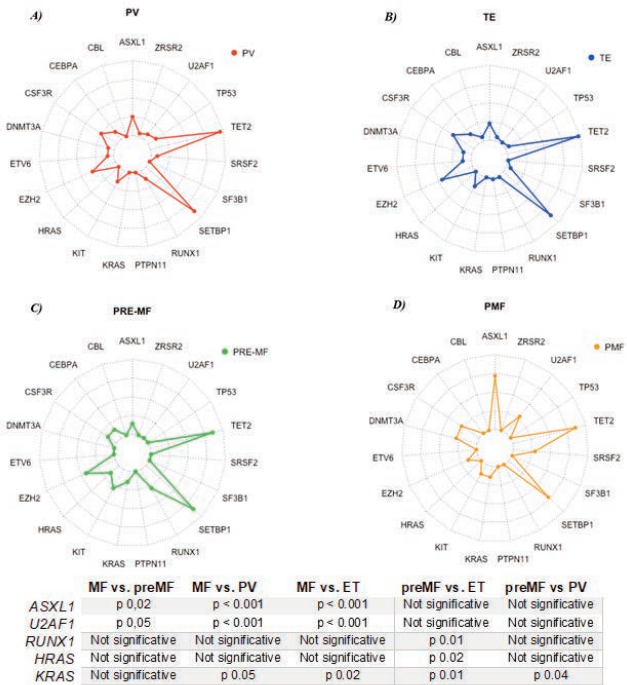 A)
PV
PV
ASXL1
ZRSR2
U2AF1
TP53
TET2
SRSF2
SF3B1
SETBP1
RUNX1
PTPN11
KRAS
KIT
HRAS
EZH2
ETV6
DNMT3A
CSF3R
CEBPA
CBL
B)
TE
TE
ASXL1
ZRSR2
U2AF1
TP53
TET2
SRSF2
SF3B1
SETBP1
RUNX1
PTPN11
KRAS
KIT
HRAS
EZH2
ETV6
DNMT3A
CSF3R
CEBPA
CBL
C)
PRE-MF
PRE-MF
ASXL1
ZRSR2
U2AF1
TP53
TET2
SRSF2
SF3B1
SETBP1
RUNX1
PTPN11
KRAS
KIT
HRAS
EZH2
ETV6
DNMT3A
CSF3R
CEBPA
CBL
D)
PMF
PMF
ASXL1
ZRSR2
U2AF1
TP53
TET2
SRSF2
SF3B1
SETBP1
RUNX1
PTPN11
KRAS
KIT
HRAS
EZH2
ETV6
DNMT3A
CSF3R
CEBPA
CBL
MF vs. preMF MF vs. PV MF vs. ET preMF vs. ET preMF vs PV
ASXL1 p 0,02 p < 0.001 p < 0.001 Not significative Not significative
U2AF1 p 0,05 p < 0.001 p < 0.001 Not significative Not significative
RUNX1 Not significative Not significative Not significative p 0.01 Not significative
HRAS Not significative Not significative Not significative p 0.02 Not significative
KRAS Not significative p 0.05 p 0.02 p 0.01 p 0.04